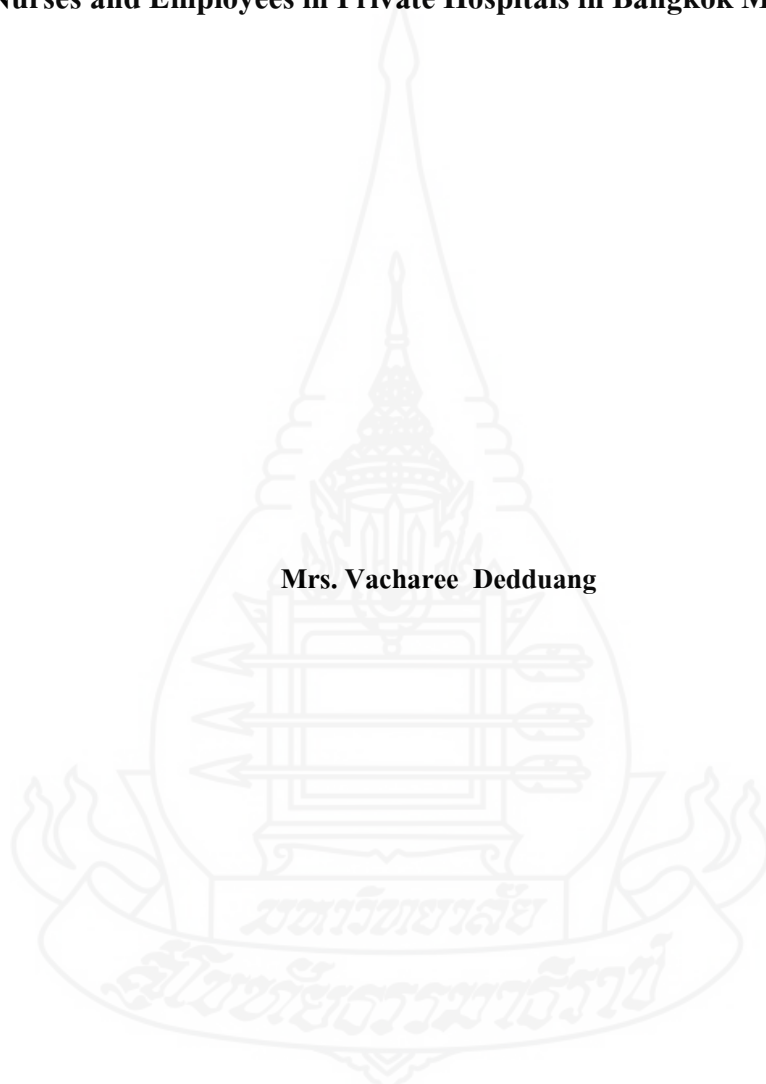 Nurses and Employees in Private Hospitals in Bangkok M
Mrs. Vacharee Dedduang
มหาวิทยาลัย
สุโขทัยธรรมาธิราช